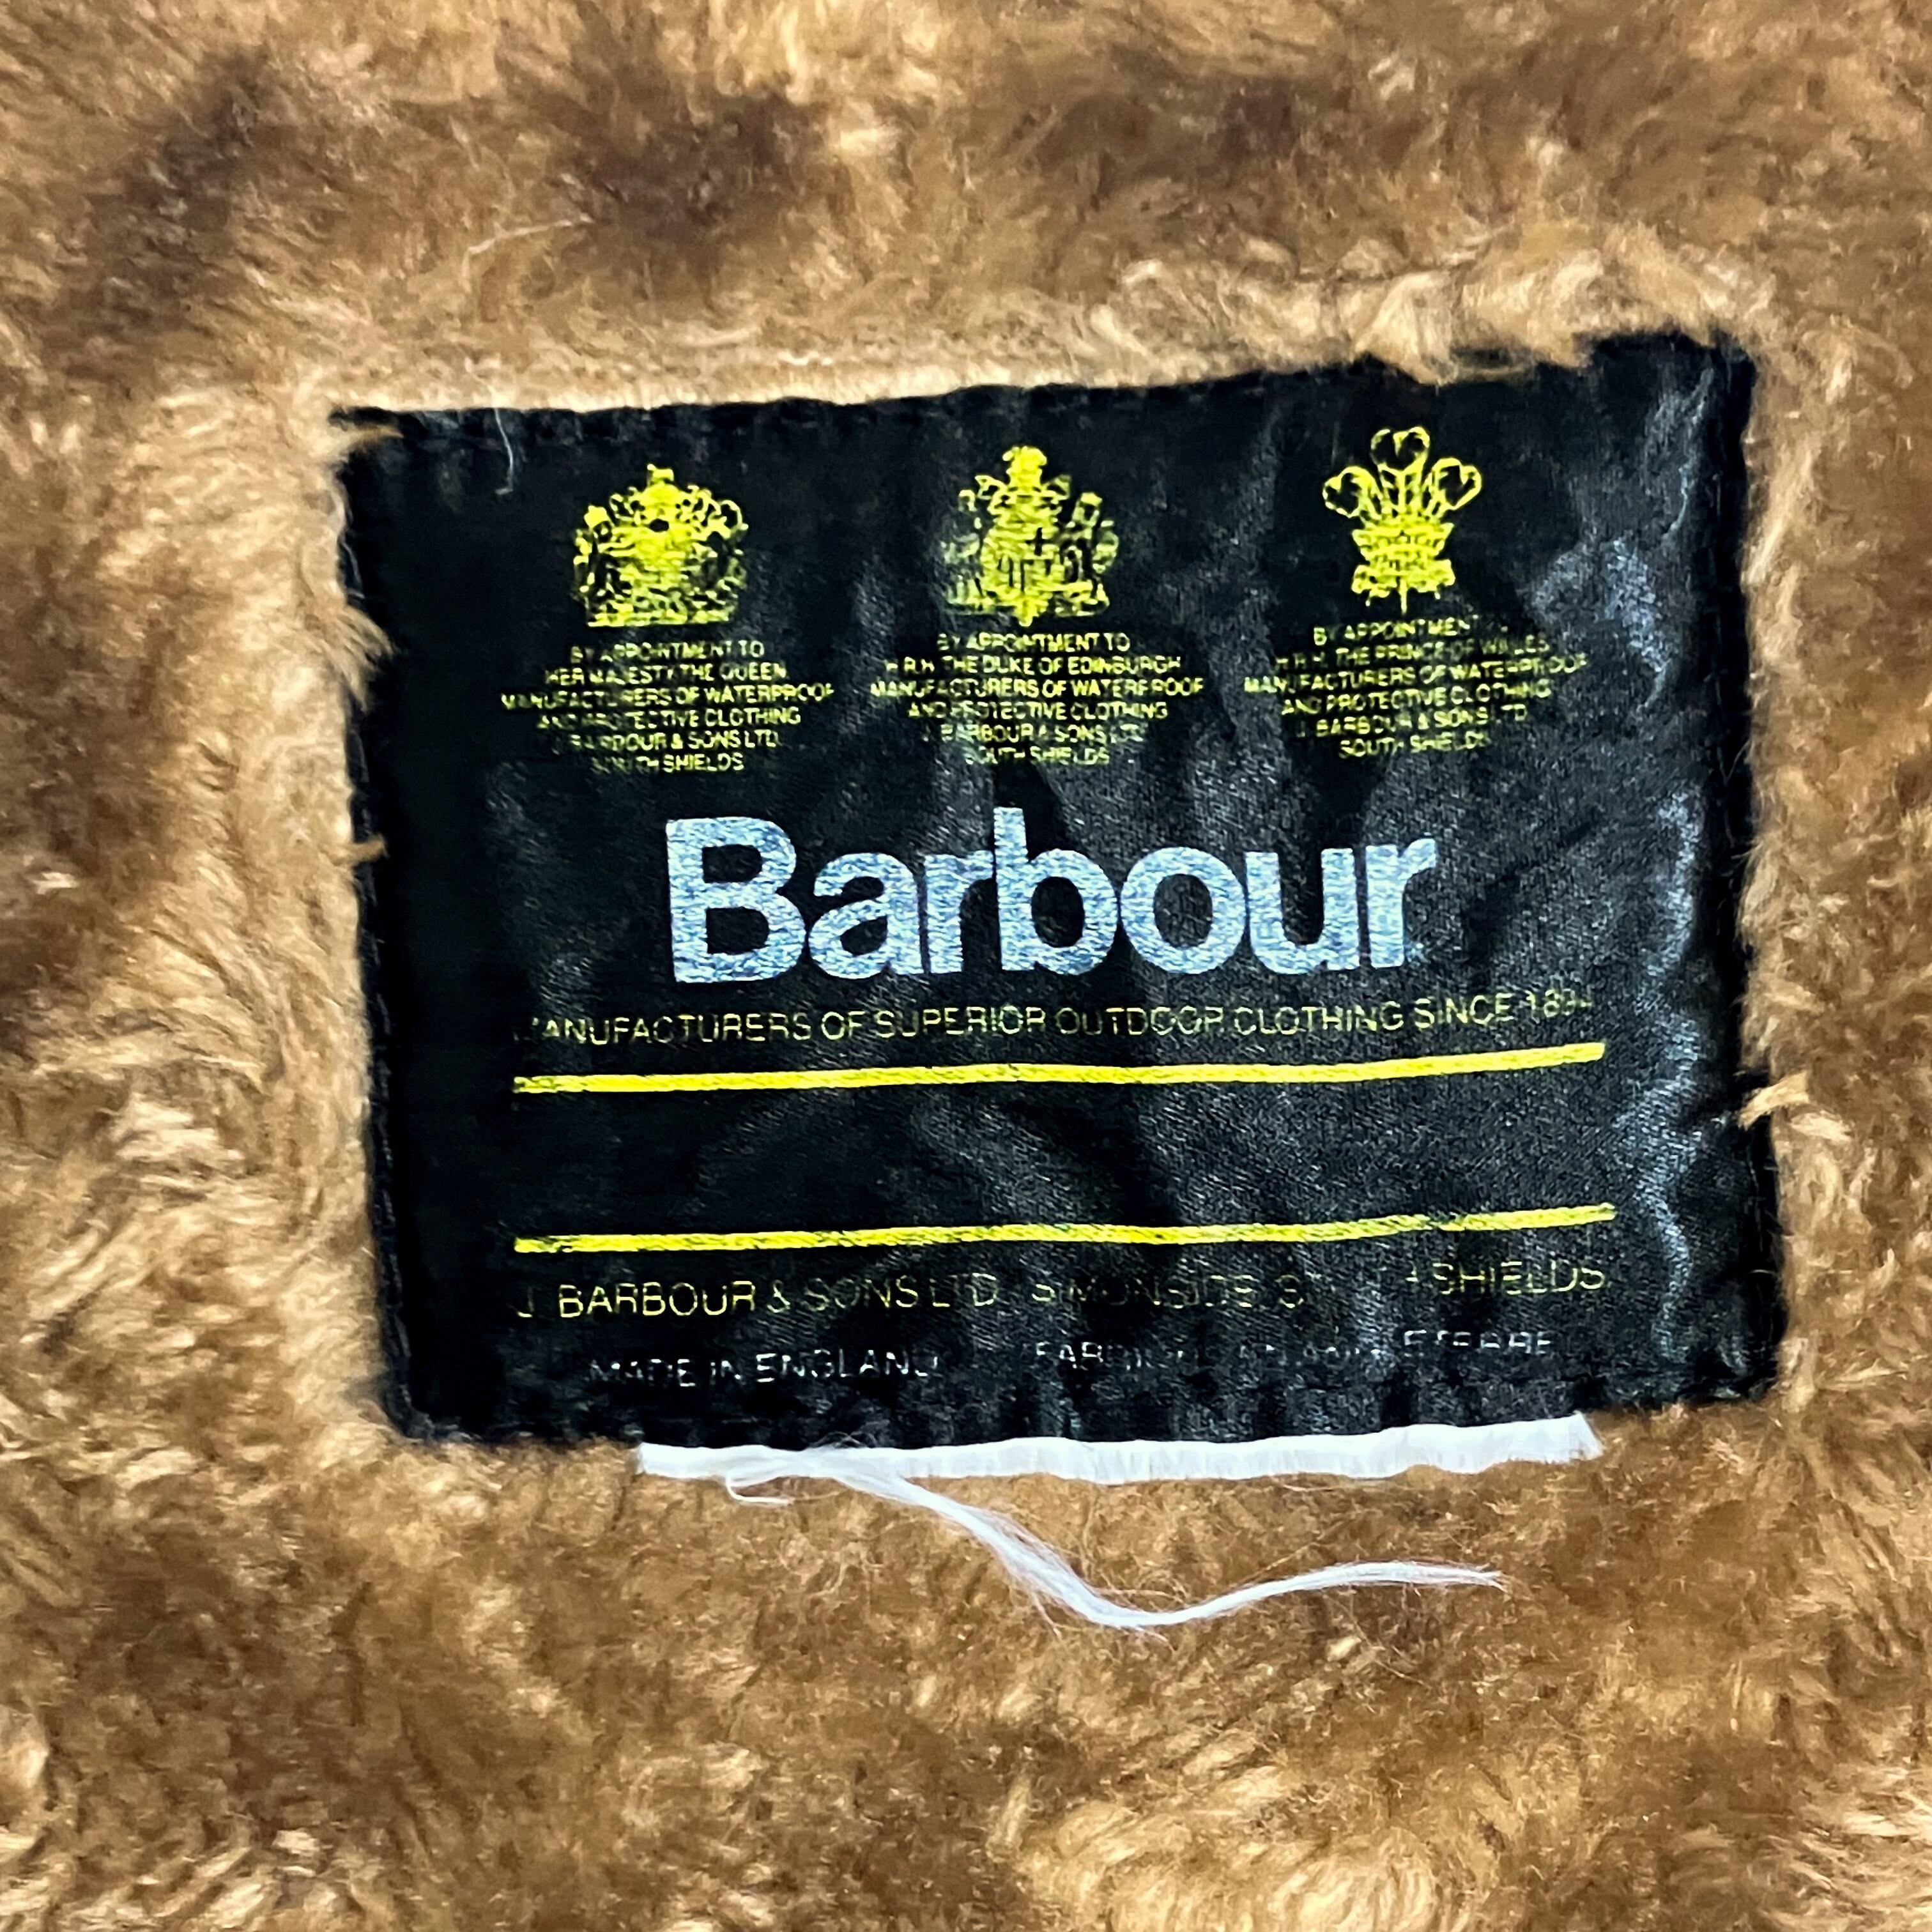 BY APPOINTMENT TO
HER MAJESTY THE QUEEN
MANUFACTURERS OF WATERPROOF
AND PROTECTIVE CLOTHING
J BARBOUR & SONS LTD
SOUTH SHIELDS
BY APPOINTMENT TO
H.R.H. THE DUKE OF EDINBURGH
MANUFACTURERS OF WATERPROOF
AND PROTECTIVE CLOTHING
J BARBOUR & SONS LTD
SOUTH SHIELDS
BY APPOINTMENT
H.R.H. THE PRINCE OF WALES
MANUFACTURERS OF WATERPROOF
AND PROTECTIVE CLOTHING
J BARBOUR & SONS LTD
SOUTH SHIELDS
Barbour
MANUFACTURERS OF SUPERIOR OUTDOOR CLOTHING SINCE 1894
J. BARBOUR & SONS LTD SIMONSIDE SHIELDS
MADE IN ENGLAND